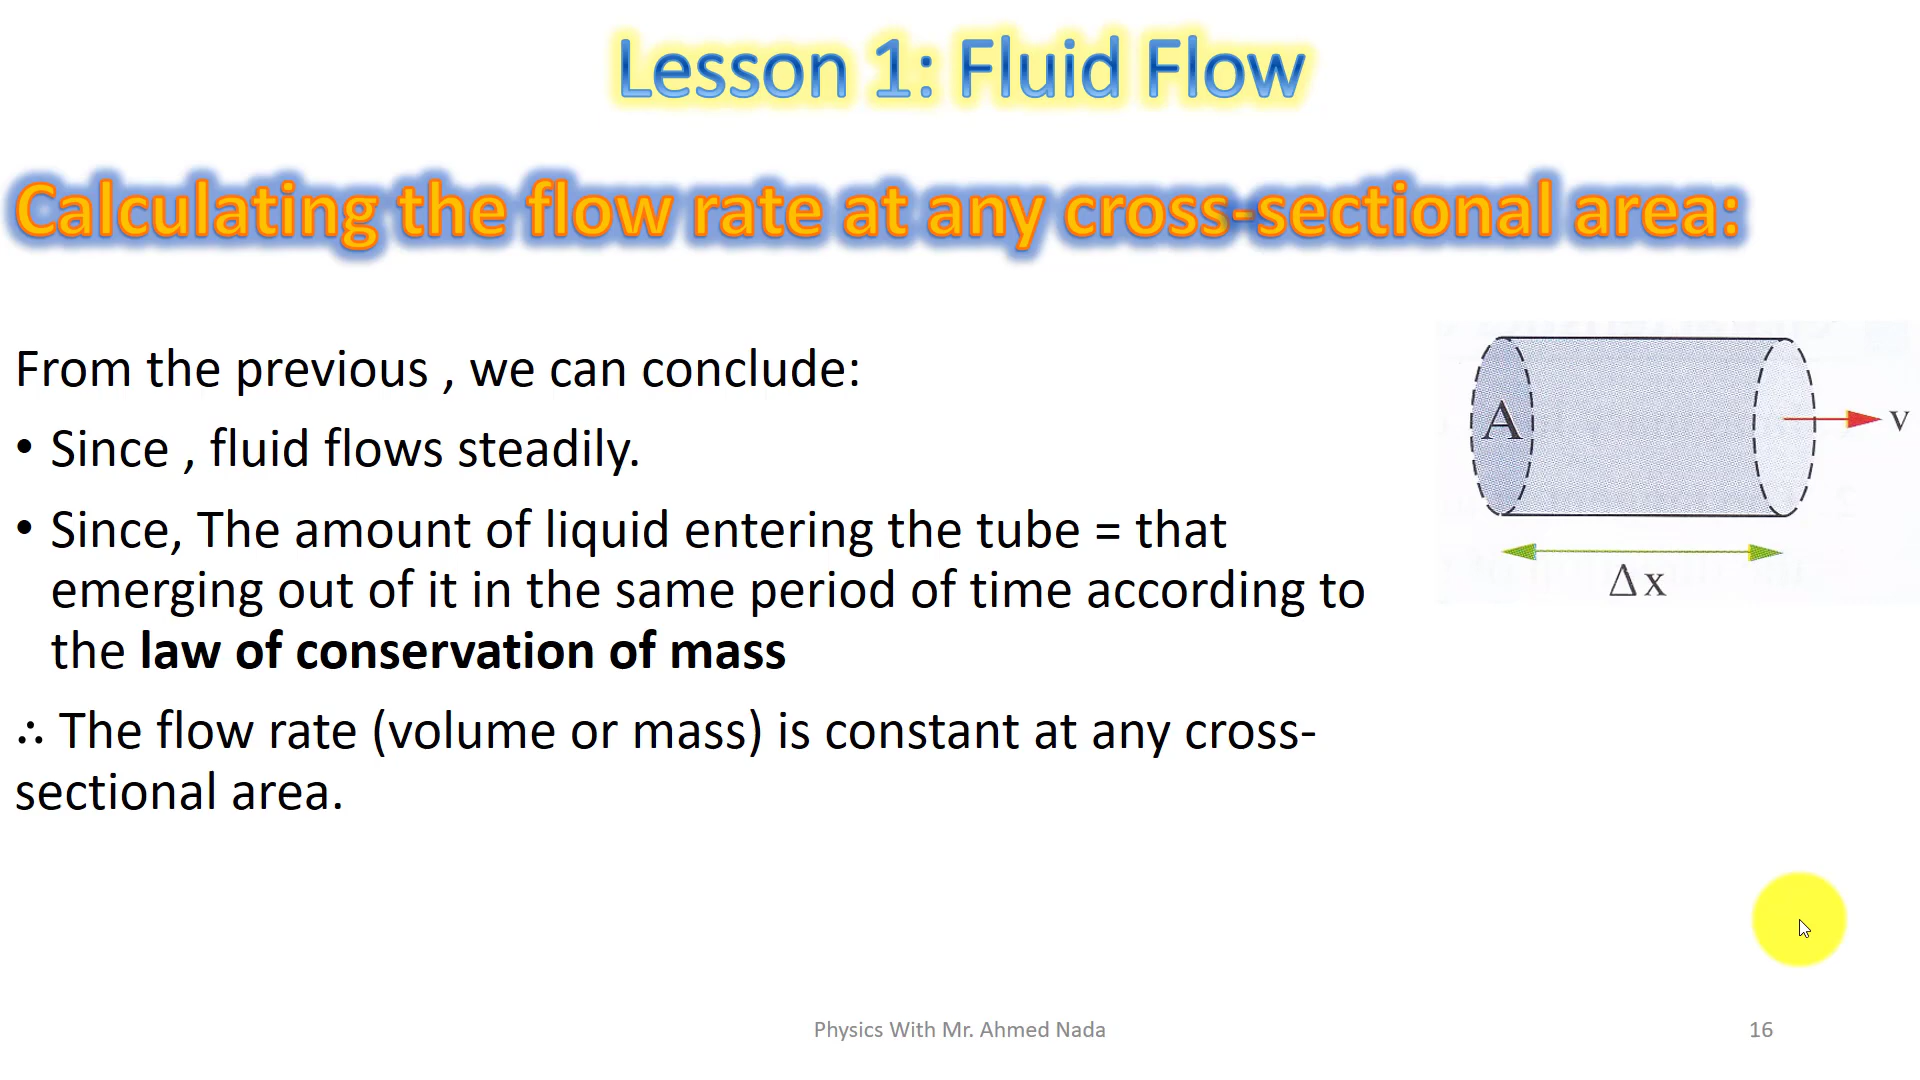 Lesson 1: Fluid Flow
Calculating the flow rate at any cross-sectional area:
From the previous , we can conclude:
• Since , fluid flows steadily.
• Since, The amount of liquid entering the tube = that
emerging out of it in the same period of time according to
the law of conservation of mass
∴ The flow rate (volume or mass) is constant at any cross-
sectional area.
A
v
Δ x
Physics With Mr. Ahmed Nada
16